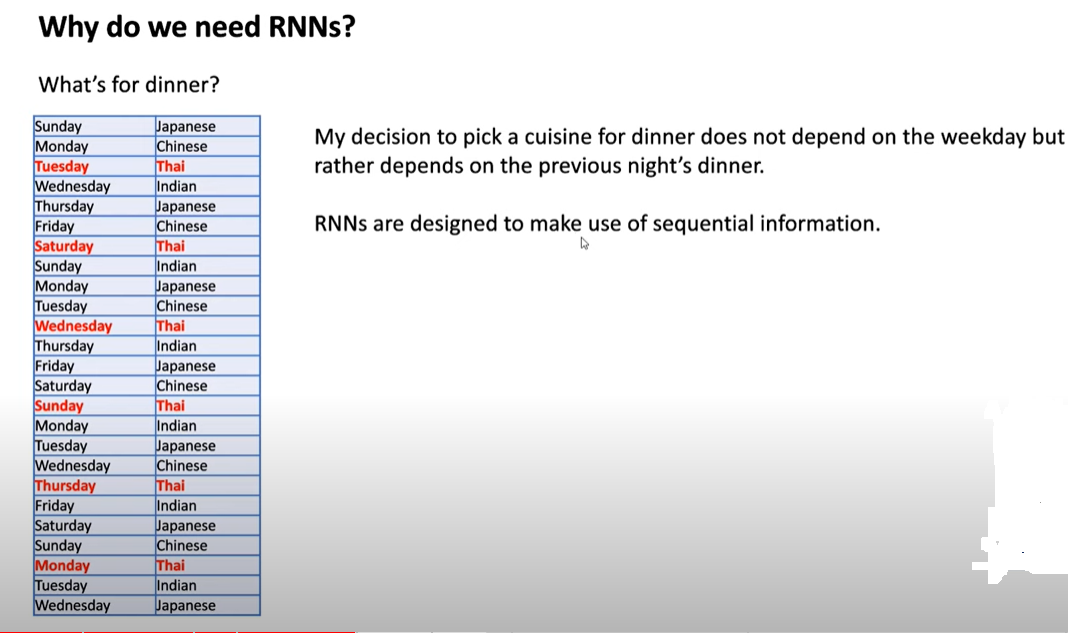 Why do we need RNNs?
What's for dinner?
Sunday Japanese
Monday Chinese
Tuesday Thai
Wednesday Indian
Thursday Japanese
Friday Chinese
Saturday Thai
Sunday Indian
Monday Japanese
Tuesday Chinese
Wednesday Thai
Thursday Indian
Friday Japanese
Saturday Chinese
Sunday Thai
Monday Indian
Tuesday Japanese
Wednesday Chinese
Thursday Thai
Friday Indian
Saturday Japanese
Sunday Chinese
Monday Thai
Tuesday Indian
Wednesday Japanese
My decision to pick a cuisine for dinner does not depend on the weekday but
rather depends on the previous night's dinner.
RNNs are designed to make use of sequential information.